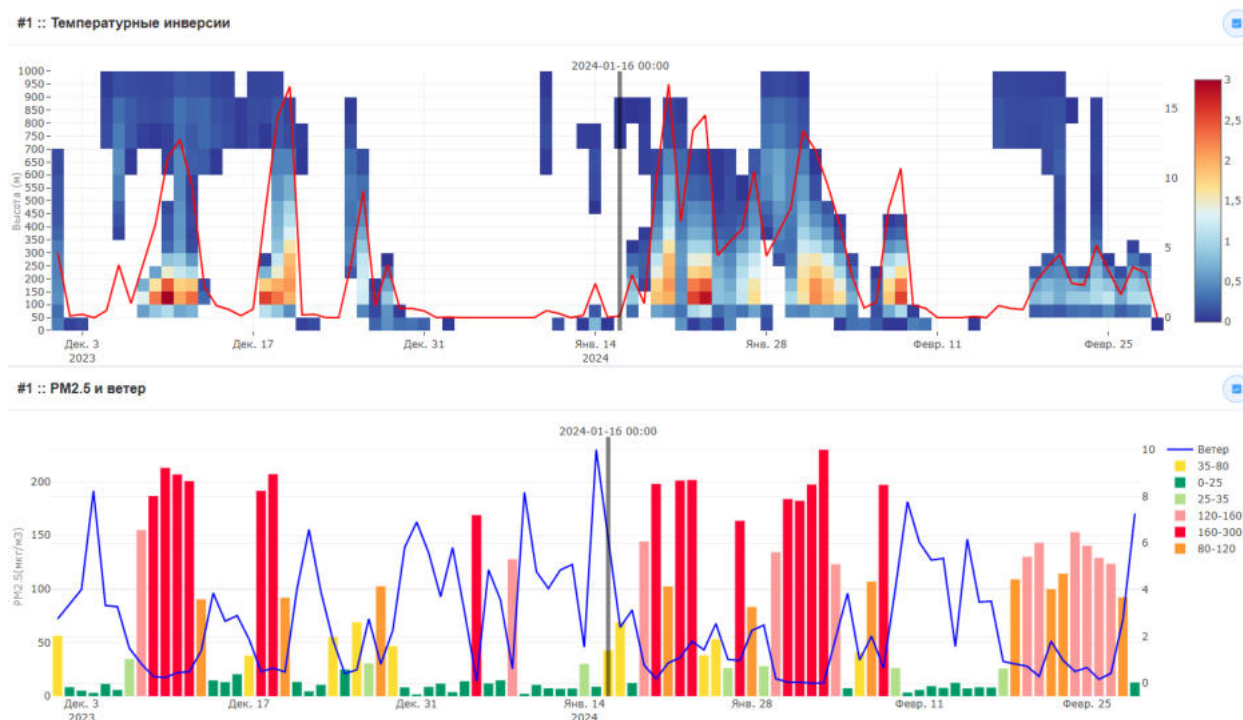 #1 :: Температурные инверсии
2024-01-16 00:00
1000
950
900
850
800
750
700
650
600
550
500
450
400
350
300
250
200
150
100
50
0
Высота (м)
15
10
5
0
3
2,5
2
1,5
1
0,5
0
Дек. 3
2023
Дек. 17
Дек. 31
Янв. 14
2024
Янв. 28
Февр. 11
Февр. 25
#1 :: PM2.5 и ветер
2024-01-16 00:00
200
150
100
50
0
PM2.5(мкг/м3)
10
8
6
4
2
0
Ветер
35-80
0-25
25-35
120-160
160-300
80-120
Дек. 3
2023
Дек. 17
Дек. 31
Янв. 14
2024
Янв. 28
Февр. 11
Февр. 25